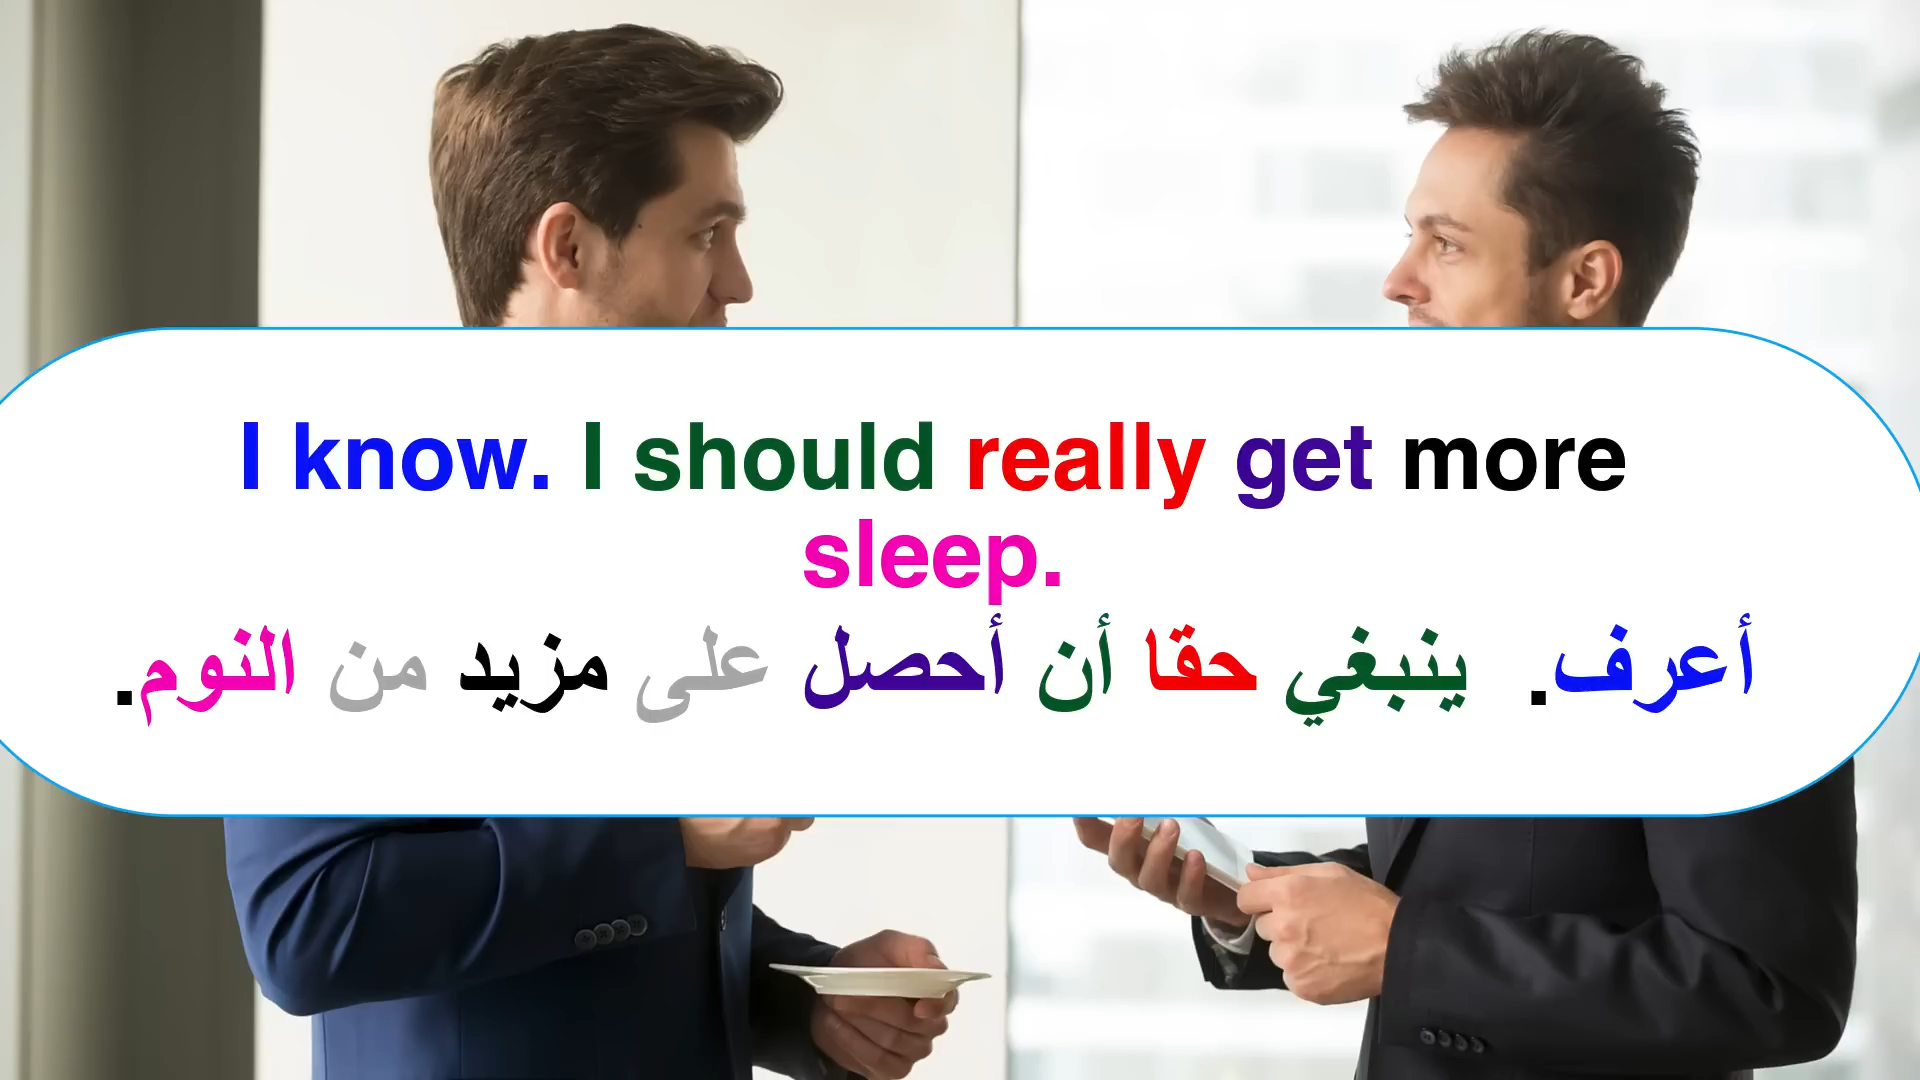 I know. I should really get more
sleep.
أعرف. ينبغي حقا أن أحصل على مزيد من النوم.